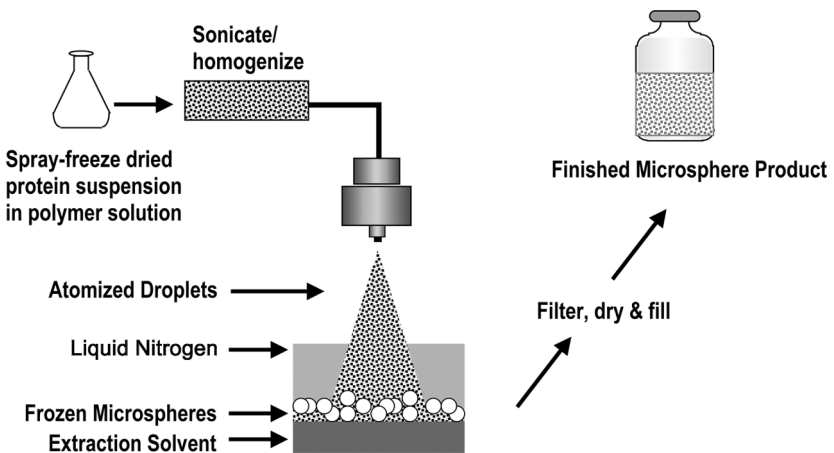 Sonicate/
homogenize
Spray-freeze dried
protein suspension
in polymer solution
Finished Microsphere Product
Atomized Droplets
Filter, dry & fill
Liquid Nitrogen
Frozen Microspheres
Extraction Solvent